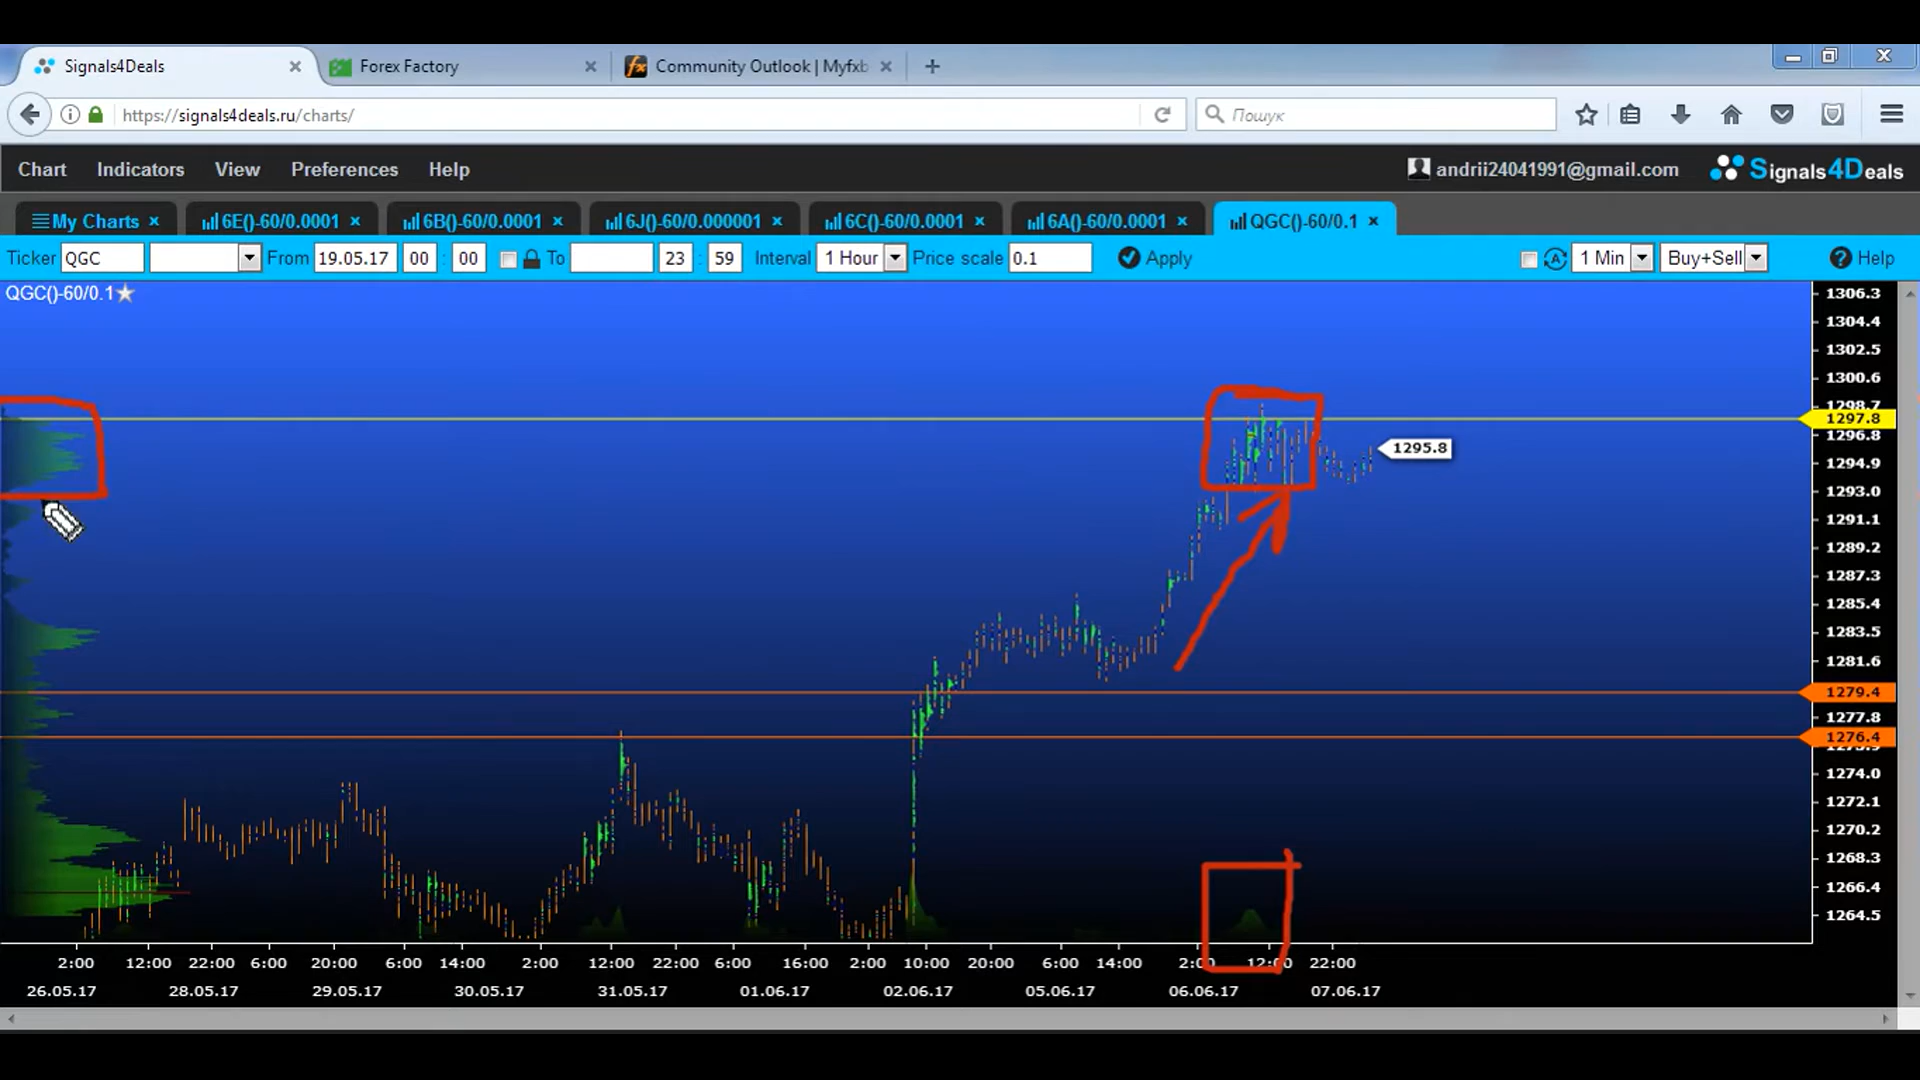 Signals4Deals
Forex Factory
Community Outlook | Myfxb
https://signals4deals.ru/charts/
Пошук
Chart Indicators View Preferences Help
andrii24041991@gmail.com
Signals4Deals
My Charts
6E()-60/0.0001
6B()-60/0.0001
6J()-60/0.000001
6C()-60/0.0001
6A()-60/0.0001
QGC()-60/0.1
Ticker QGC From 19.05.17 00 : 00 To 23 : 59 Interval 1 Hour Price scale 0.1 Apply A 1 Min Buy+Sell Help
QGC()-60/0.1
1306.3
1304.4
1302.5
1300.6
1298.7
1297.8
1296.8
1295.8
1294.9
1293.0
1291.1
1289.2
1287.3
1285.4
1283.5
1281.6
1279.4
1277.8
1276.4
1274.0
1272.1
1270.2
1268.3
1266.4
1264.5
2:00 12:00 22:00 6:00 20:00 6:00 14:00 2:00 12:00 22:00 6:00 16:00 2:00 10:00 20:00 6:00 14:00 2:00 12:00 22:00
26.05.17 28.05.17 29.05.17 30.05.17 31.05.17 01.06.17 02.06.17 05.06.17 06.06.17 07.06.17